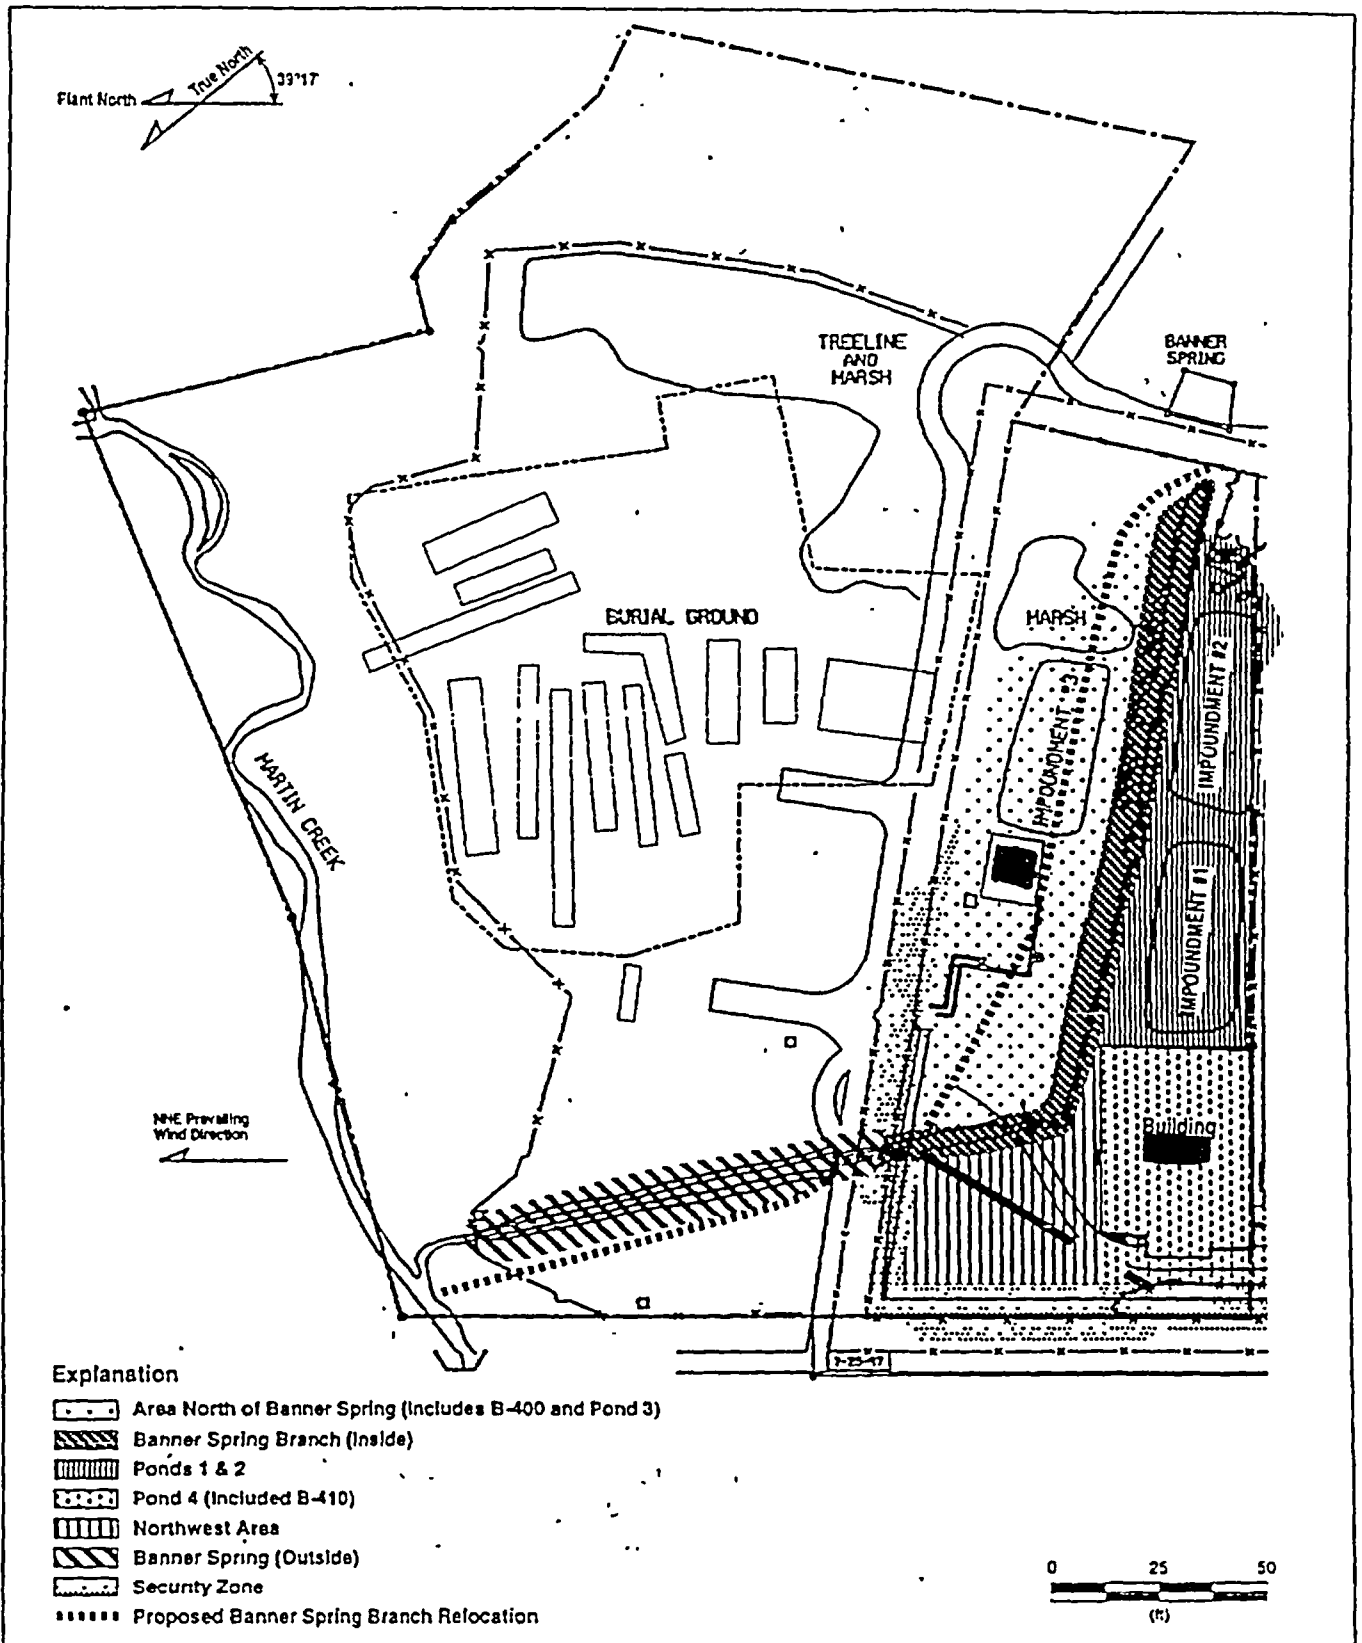 True North
39°17'
Plant North
TREELINE
AND
MARSH
BANNER
SPRING
BURIAL GROUND
MARSH
IMPOUNDMENT #3
IMPOUNDMENT #2
IMPOUNDMENT #1
MARTIN CREEK
NNE Prevailing
Wind Direction
Building
Explanation
Area North of Banner Spring (Includes B-400 and Pond 3)
Banner Spring Branch (Inside)
Ponds 1 & 2
Pond 4 (Included B-410)
Northwest Area
Banner Spring (Outside)
Security Zone
Proposed Banner Spring Branch Relocation
0 25 50
(ft)